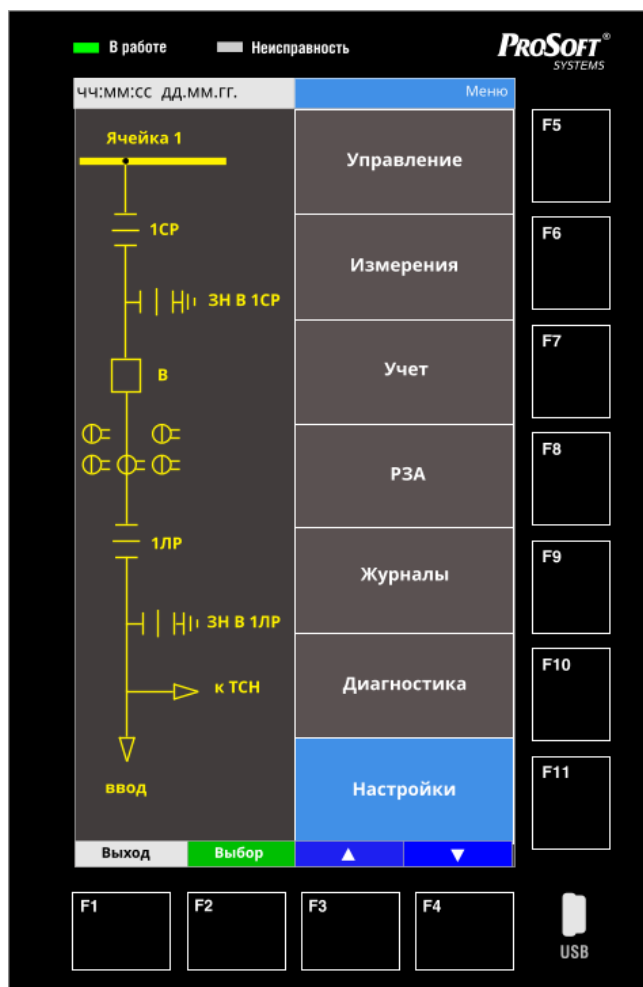 В работе
Неисправность
PROSOFT®
SYSTEMS
чч:мм:сс дд.мм.гг.
Меню
Ячейка 1
1СР
ЗН В 1СР
В
1ЛР
ЗН В 1ЛР
к ТСН
ввод
Управление
Измерения
Учет
РЗА
Журналы
Диагностика
Настройки
Выход
Выбор
F5
F6
F7
F8
F9
F10
F11
F1
F2
F3
F4
USB